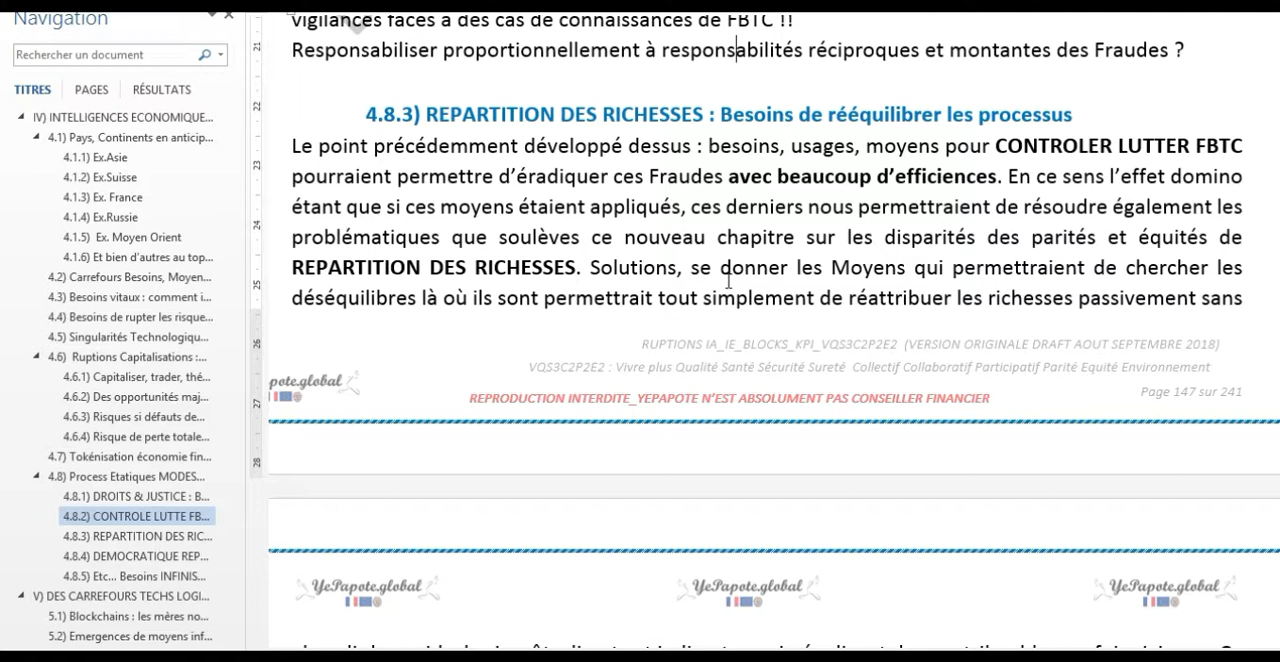 Navigation
Rechercher un document
TITRES PAGES RÉSULTATS
IV) INTELLIGENCES ECONOMIQUE...
4.1) Pays, Continents en anticip...
4.1.1) Ex.Asie
4.1.2) Ex.Suisse
4.1.3) Ex. France
4.1.4) Ex.Russie
4.1.5) Ex. Moyen Orient
4.1.6) Et bien d'autres au top...
4.2) Carrefours Besoins, Moyen...
4.3) Besoins vitaux : comment i...
4.4) Besoins de rupter les risque...
4.5) Singularités Technologiqu...
4.6) Ruptions Capitalisations :...
4.6.1) Capitaliser, trader, thé...
4.6.2) Des opportunités maj...
4.6.3) Risques si défauts de...
4.6.4) Risque de perte totale...
4.7) Tokénisation économie fin...
4.8) Process Etatiques MODES...
4.8.1) DROITS & JUSTICE : B...
4.8.2) CONTROLE LUTTE FB...
4.8.3) REPARTITION DES RIC...
4.8.4) DEMOCRATIQUE REP...
4.8.5) Etc... Besoins INFINIS...
V) DES CARREFOURS TECHS LOGI...
5.1) Blockchains : les mères no...
5.2) Emergences de moyens inf...
21
22
23
24
25
26
27
28
vigilances faces à des cas de connaissances de FBTC !!
Responsabiliser proportionnellement à responsabilités réciproques et montantes des Fraudes ?
4.8.3) REPARTITION DES RICHESSES : Besoins de rééquilibrer les processus
Le point précédemment développé dessus : besoins, usages, moyens pour CONTROLER LUTTER FBTC
pourraient permettre d'éradiquer ces Fraudes avec beaucoup d'efficiences. En ce sens l'effet domino
étant que si ces moyens étaient appliqués, ces derniers nous permettraient de résoudre également les
problématiques que soulèves ce nouveau chapitre sur les disparités des parités et équités de
REPARTITION DES RICHESSES. Solutions, se donner les Moyens qui permettraient de chercher les
déséquilibres là où ils sont permettrait tout simplement de réattribuer les richesses passivement sans
RUPTIONS IA_IE_BLOCKS_KPI_VQS3C2P2E2 (VERSION ORIGINALE DRAFT AOUT SEPTEMBRE 2018)
VQS3C2P2E2 : Vivre plus Qualité Santé Sécurité Sureté Collectif Collaboratif Participatif Parité Equité Environnement
pote.global
Page 147 sur 241
REPRODUCTION INTERDITE_YEPAPOTE N'EST ABSOLUMENT PAS CONSEILLER FINANCIER
YePapote.global YePapote.global YePapote.global